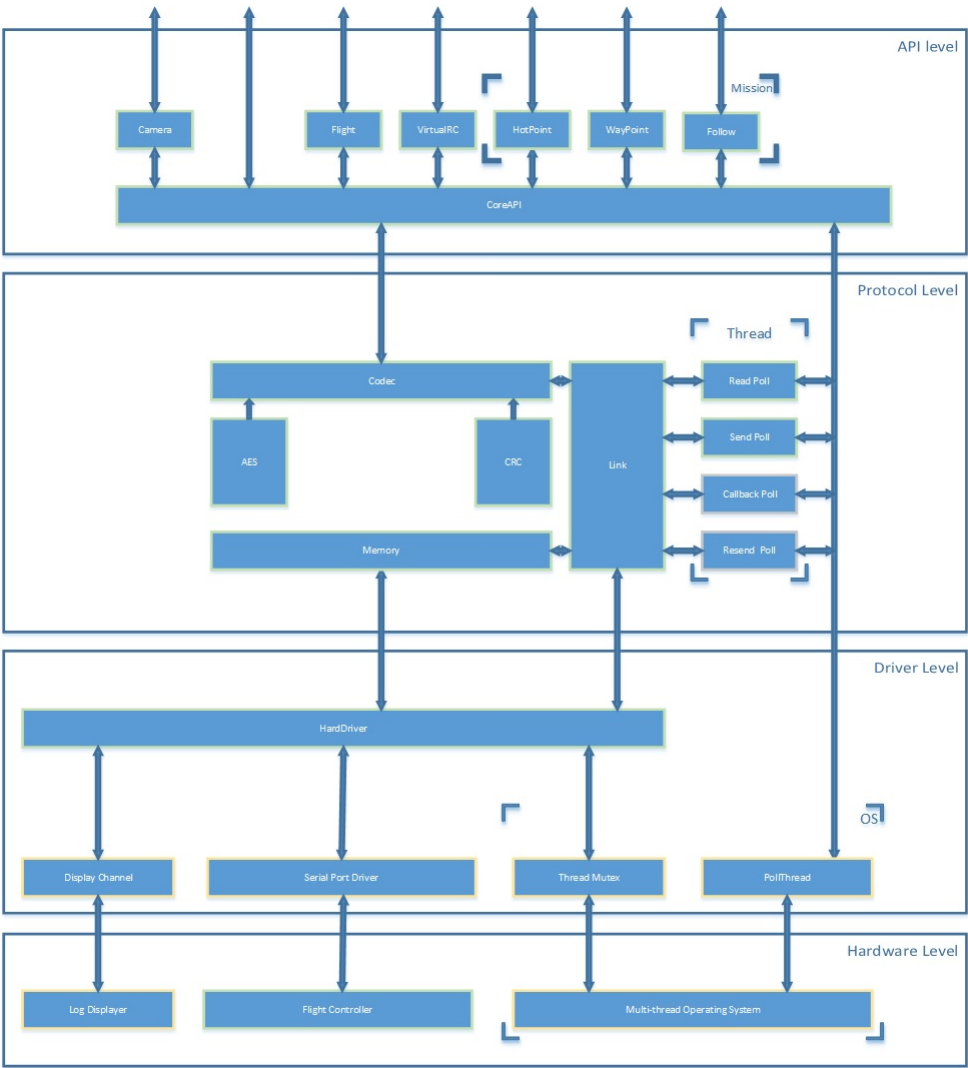 API level
Mission
Camera
Flight
VirtualRC
HotPoint
WayPoint
Follow
CoreAPI
Protocol Level
Thread
Codec
Read Poll
AES
CRC
Link
Send Poll
Callback Poll
Memory
Resend Poll
Driver Level
HardDriver
OS
Display Channel
Serial Port Driver
Thread Mutex
PollThread
Hardware Level
Log Displayer
Flight Controller
Multi-thread Operating System